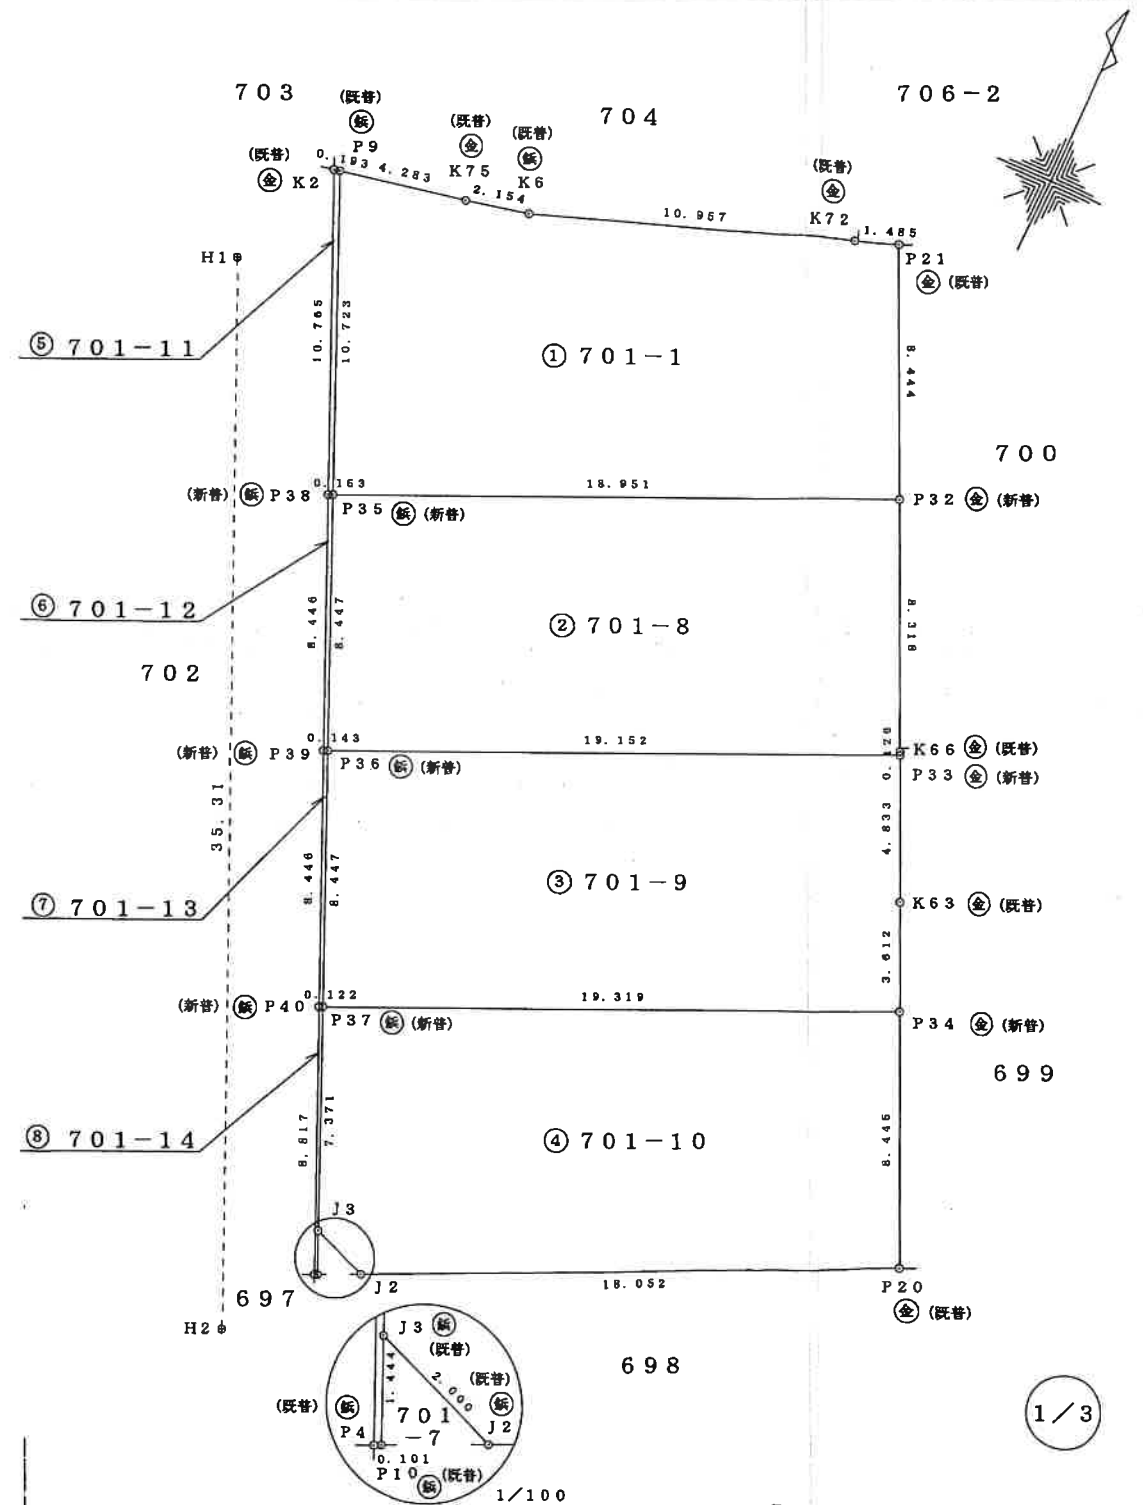 703
704
706-2
(既普)
鋲
P9
(既普)
金
K75
(既普)
鋲
K6
(既普)
金 K2
0.193
4.283
2.154
10.957
(既普)
金
K72
1.485
P21
金 (既普)
H1
⑤ 701-11
10.765
10.723
① 701-1
8.444
700
(新普) 鋲 P38
0.163
18.951
P35 鋲 (新普)
P32 金 (新普)
⑥ 701-12
8.446
8.447
② 701-8
8.318
702
(新普) 鋲 P39
0.143
19.152
P36 鋲 (新普)
0.126
K66 金 (既普)
P33 金 (新普)
35.31
4.833
⑦ 701-13
8.446
8.447
③ 701-9
K63 金 (既普)
3.612
(新普) 鋲 P40
0.122
19.319
P37 鋲 (新普)
P34 金 (新普)
699
⑧ 701-14
8.817
7.371
④ 701-10
8.445
J3
J2
18.052
P20
金 (既普)
697
H2
698
J3 鋲
(既普)
1.444
2.000
(既普)
鋲
J2
(既普) 鋲
P4
701
-7
0.101
P10 鋲 (既普)
1/100
1/3